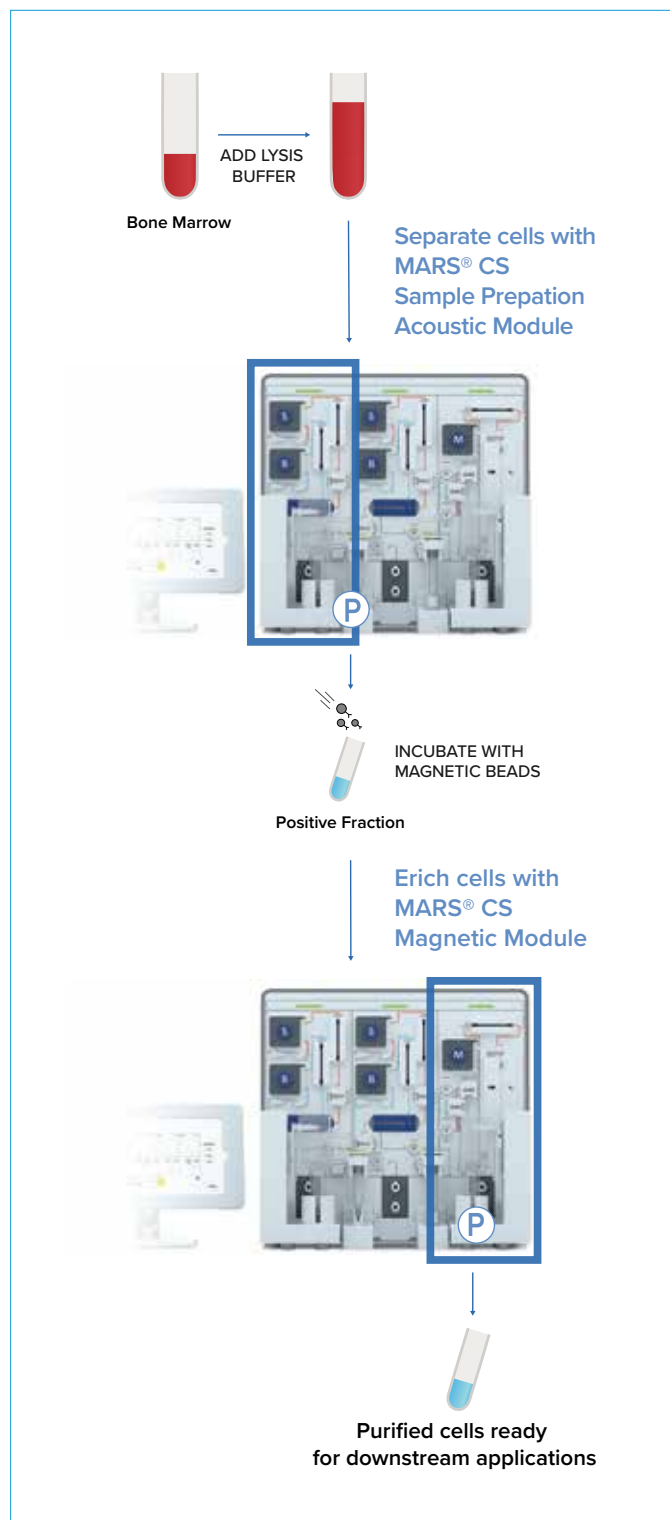 ADD LYSIS
BUFFER
Bone Marrow
Separate cells with
MARS® CS
Sample Prepation
Acoustic Module
S
S
M
B
B
P
INCUBATE WITH
MAGNETIC BEADS
Positive Fraction
Erich cells with
MARS® CS
Magnetic Module
S
S
M
B
B
P
Purified cells ready
for downstream applications